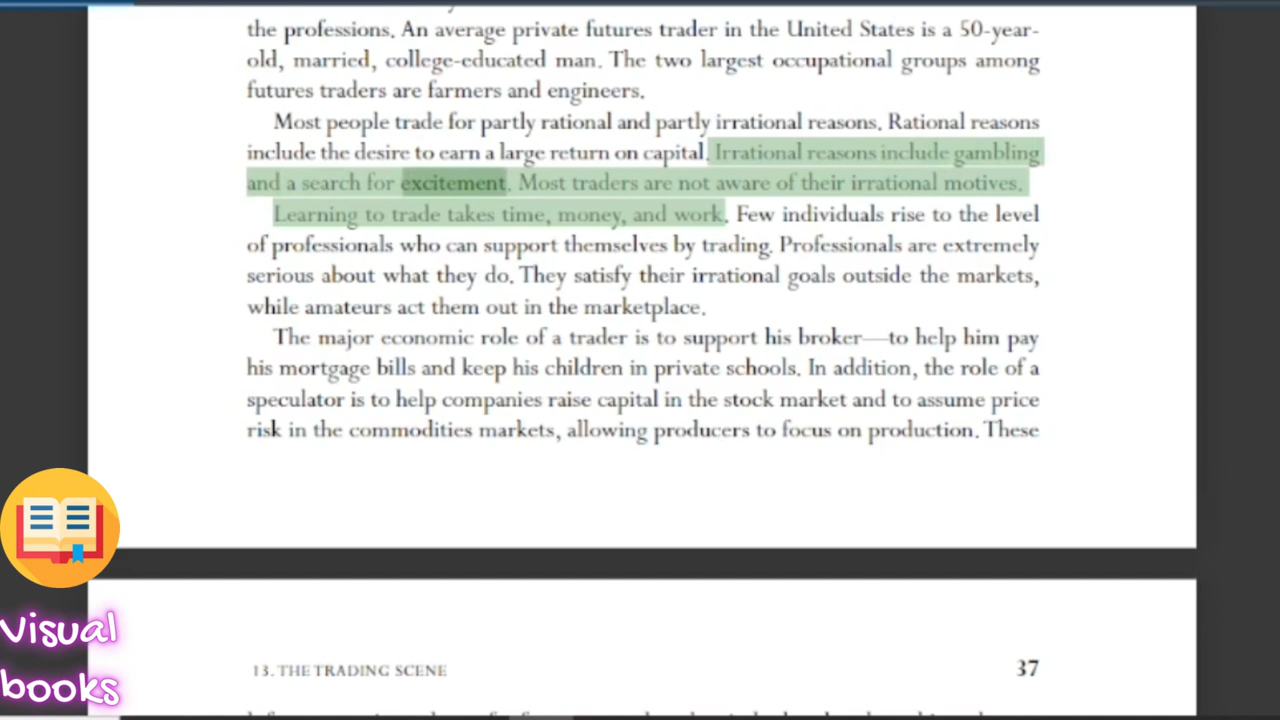 the professions. An average private futures trader in the United States is a 50-year-
old, married, college-educated man. The two largest occupational groups among
futures traders are farmers and engineers.
Most people trade for partly rational and partly irrational reasons. Rational reasons
include the desire to earn a large return on capital. Irrational reasons include gambling
and a search for excitement. Most traders are not aware of their irrational motives.
Learning to trade takes time, money, and work. Few individuals rise to the level
of professionals who can support themselves by trading. Professionals are extremely
serious about what they do. They satisfy their irrational goals outside the markets,
while amateurs act them out in the marketplace.
The major economic role of a trader is to support his broker—to help him pay
his mortgage bills and keep his children in private schools. In addition, the role of a
speculator is to help companies raise capital in the stock market and to assume price
risk in the commodities markets, allowing producers to focus on production. These
Visual
books
13. THE TRADING SCENE 37